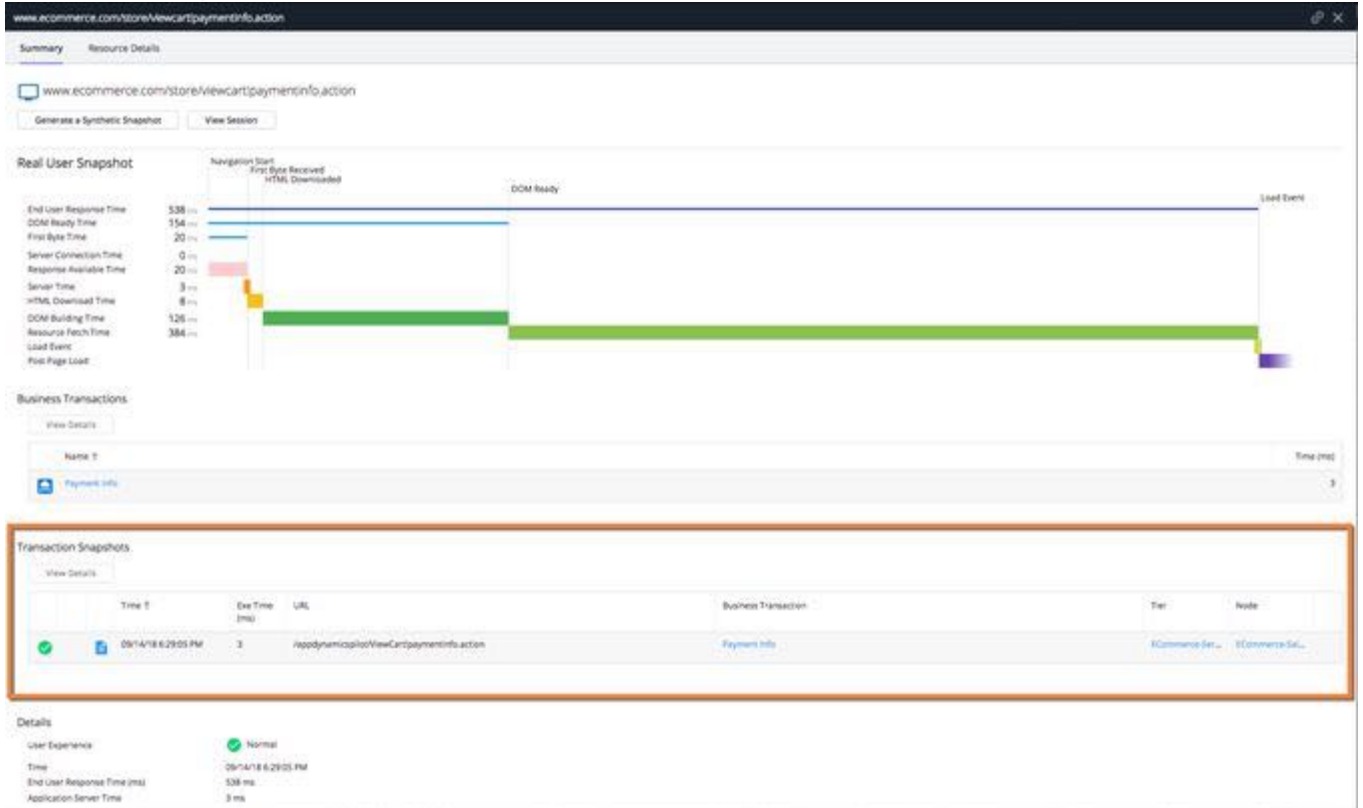 www.ecommerce.com/store/viewcart!paymentinfo.action
Summary Resource Details
www.ecommerce.com/store/viewcart!paymentinfo.action
Generate a Synthetic Snapshot View Session
Real User Snapshot
Navigation Start
First Byte Received
HTML Downloaded
DOM Ready
Load Event
End User Response Time 538 ms
DOM Ready Time 154 ms
First Byte Time 20 ms
Server Connection Time 0 ms
Response Available Time 20 ms
Server Time 3 ms
HTML Download Time 8 ms
DOM Building Time 126 ms
Resource Fetch Time 384 ms
Load Event
Post Page Load
Business Transactions
View Details
Name ↑ Time (ms)
Payment Info 3
Transaction Snapshots
View Details
Time ↑ Exe Time (ms) URL Business Transaction Tier Node
09/14/18 6:29:05 PM 3 /appdynamicspilot/ViewCart!paymentinfo.action Payment Info ECommerce-Ser... ECommerce-Sal...
Details
User Experience Normal
Time 09/14/18 6:29:05 PM
End User Response Time (ms) 538 ms
Application Server Time 3 ms